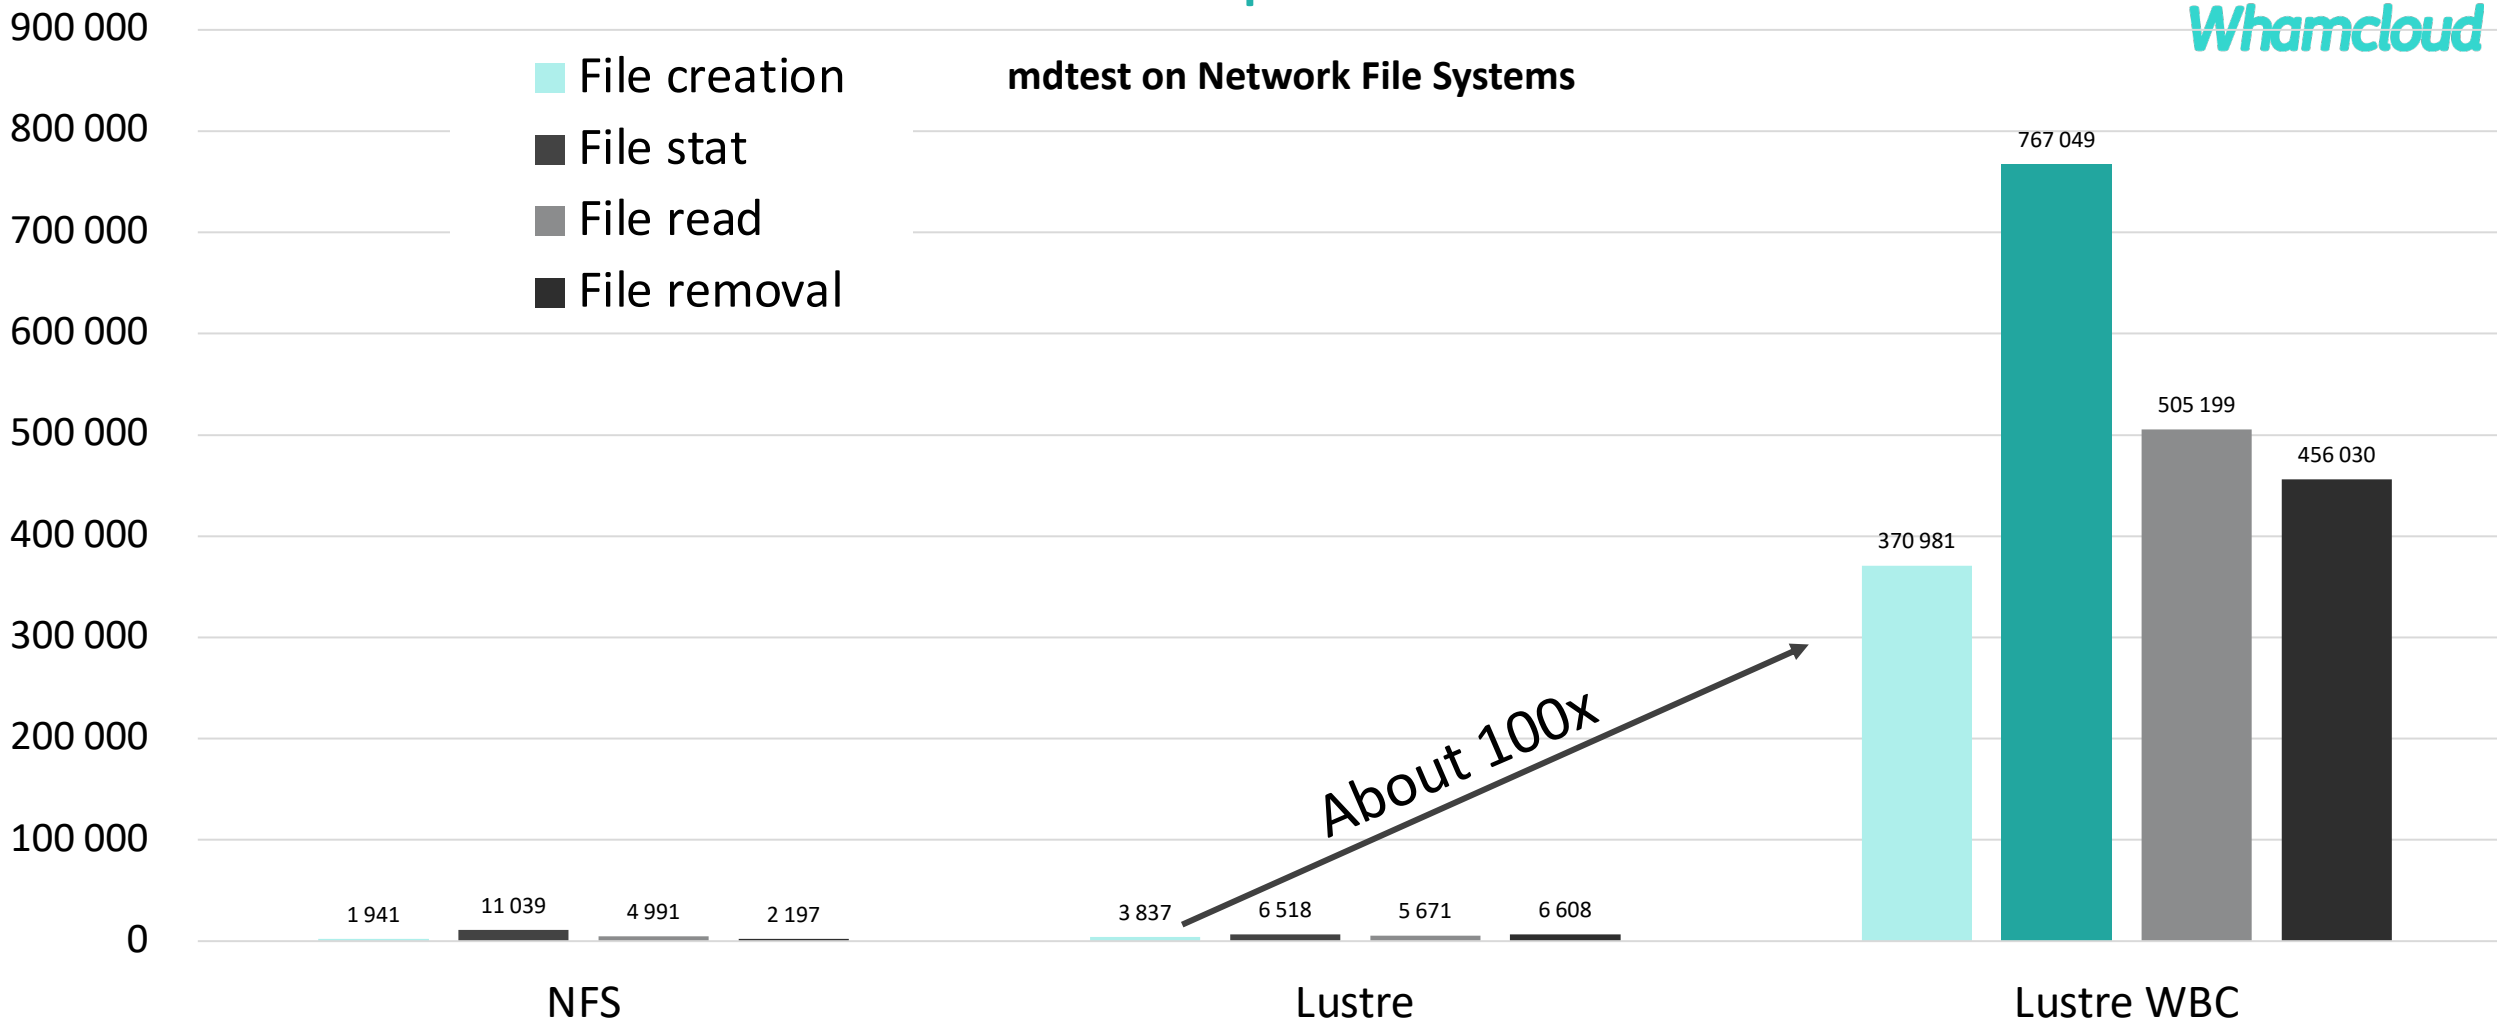 Whamcloud
mdtest on Network File Systems
File creation
File stat
File read
File removal
900 000
800 000
700 000
600 000
500 000
400 000
300 000
200 000
100 000
0
1 941
11 039
4 991
2 197
3 837
6 518
5 671
6 608
370 981
767 049
505 199
456 030
About 100x
NFS
Lustre
Lustre WBC